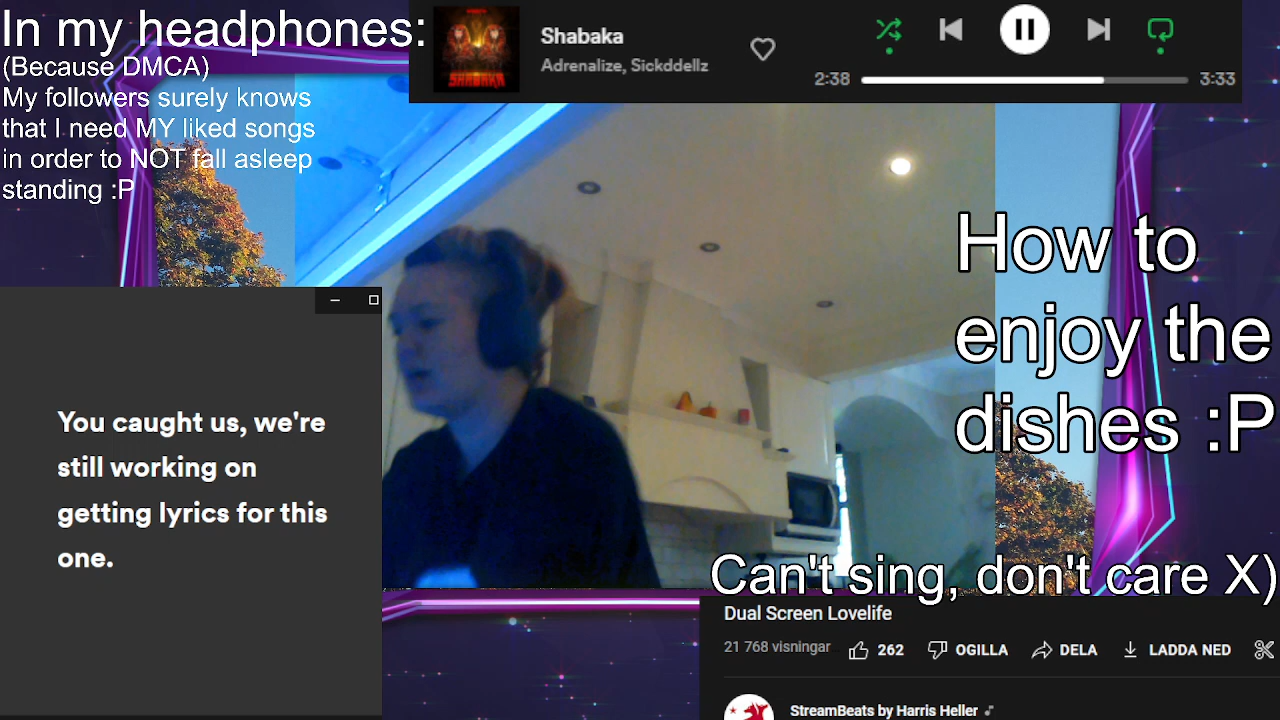 In my headphones:
(Because DMCA)
My followers surely knows
that I need MY liked songs
in order to NOT fall asleep
standing :P
SHABAKA
Shabaka
Adrenalize, Sickddellz
2:38
3:33
How to
enjoy the
dishes :P
You caught us, we're
still working on
getting lyrics for this
one.
Can't sing, don't care X)
Dual Screen Lovelife
21 768 visningar
262
OGILLA
DELA
LADDA NED
StreamBeats by Harris Heller